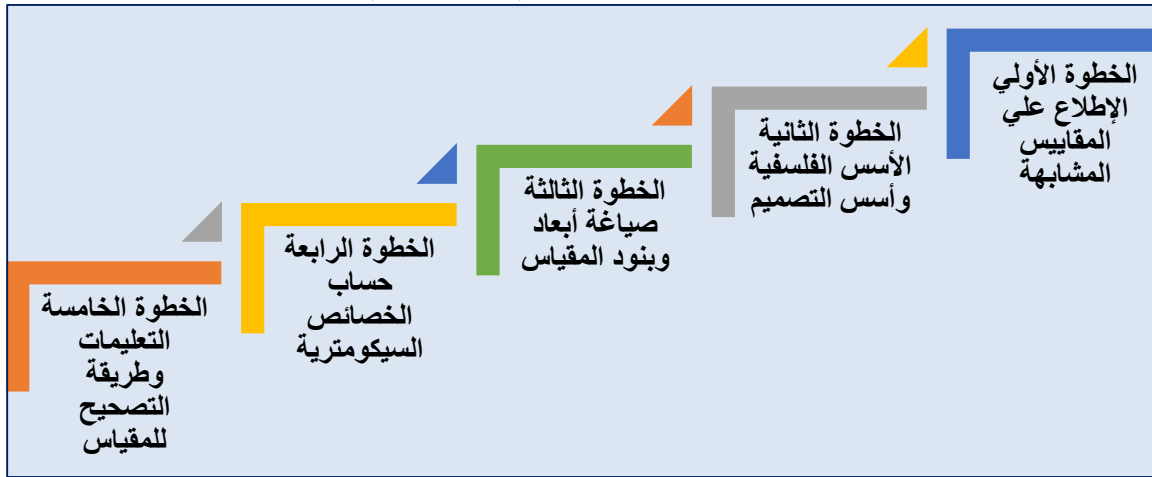 الخطوة الأولي
الإطلاع علي
المقاييس
المشابهة
الخطوة الثانية
الأسس الفلسفية
وأسس التصميم
الخطوة الثالثة
صياغة أبعاد
وبنود المقياس
الخطوة الرابعة
حساب
الخصائص
السيكومترية
الخطوة الخامسة
التعليمات
وطريقة
التصحيح
للمقياس